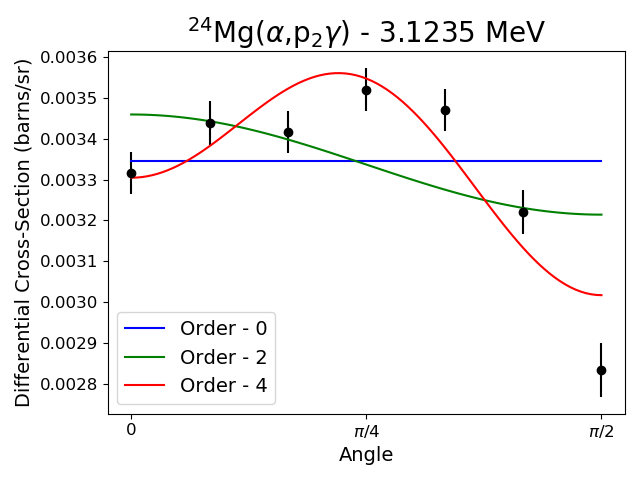 ²⁴Mg(α,p₂γ) - 3.1235 MeV
Differential Cross-Section (barns/sr)
0.0036
0.0035
0.0034
0.0033
0.0032
0.0031
0.0030
0.0029
0.0028
Order - 0
Order - 2
Order - 4
0 π/4 π/2
Angle